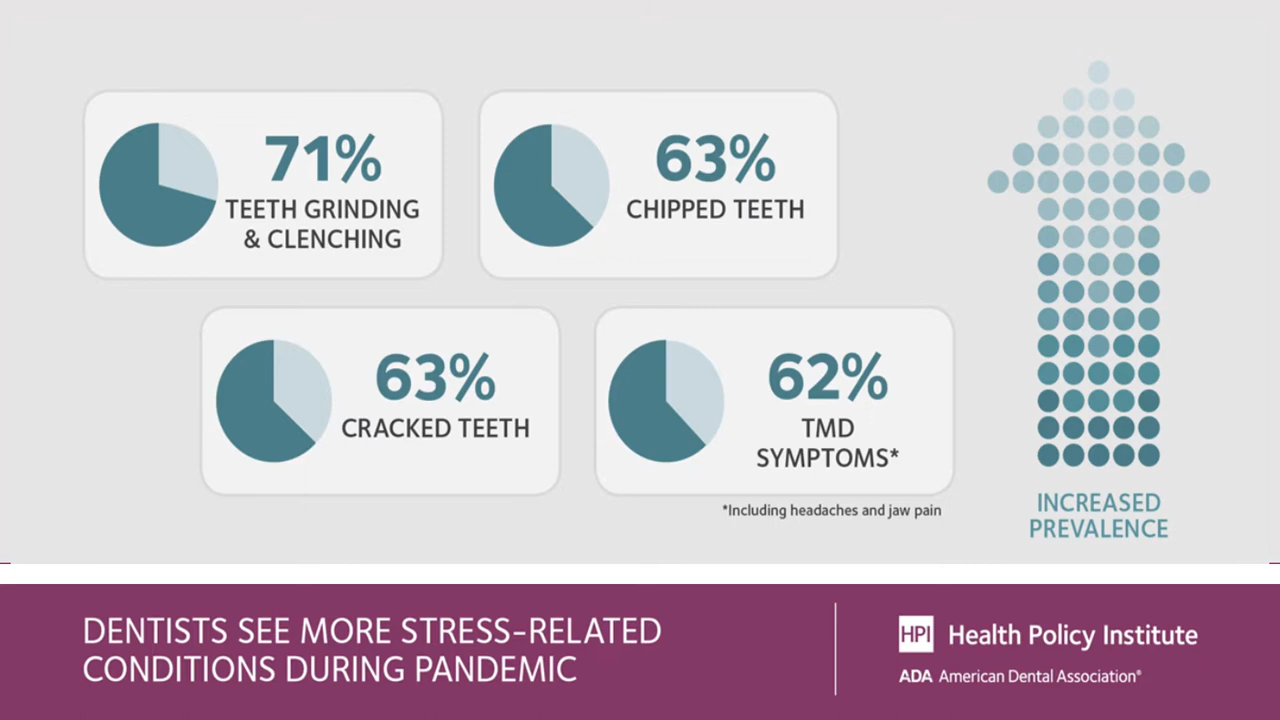 71%
TEETH GRINDING
& CLENCHING
63%
CHIPPED TEETH
63%
CRACKED TEETH
62%
TMD
SYMPTOMS*
*Including headaches and jaw pain
INCREASED
PREVALENCE
DENTISTS SEE MORE STRESS-RELATED
CONDITIONS DURING PANDEMIC
HPI Health Policy Institute
ADA American Dental Association®